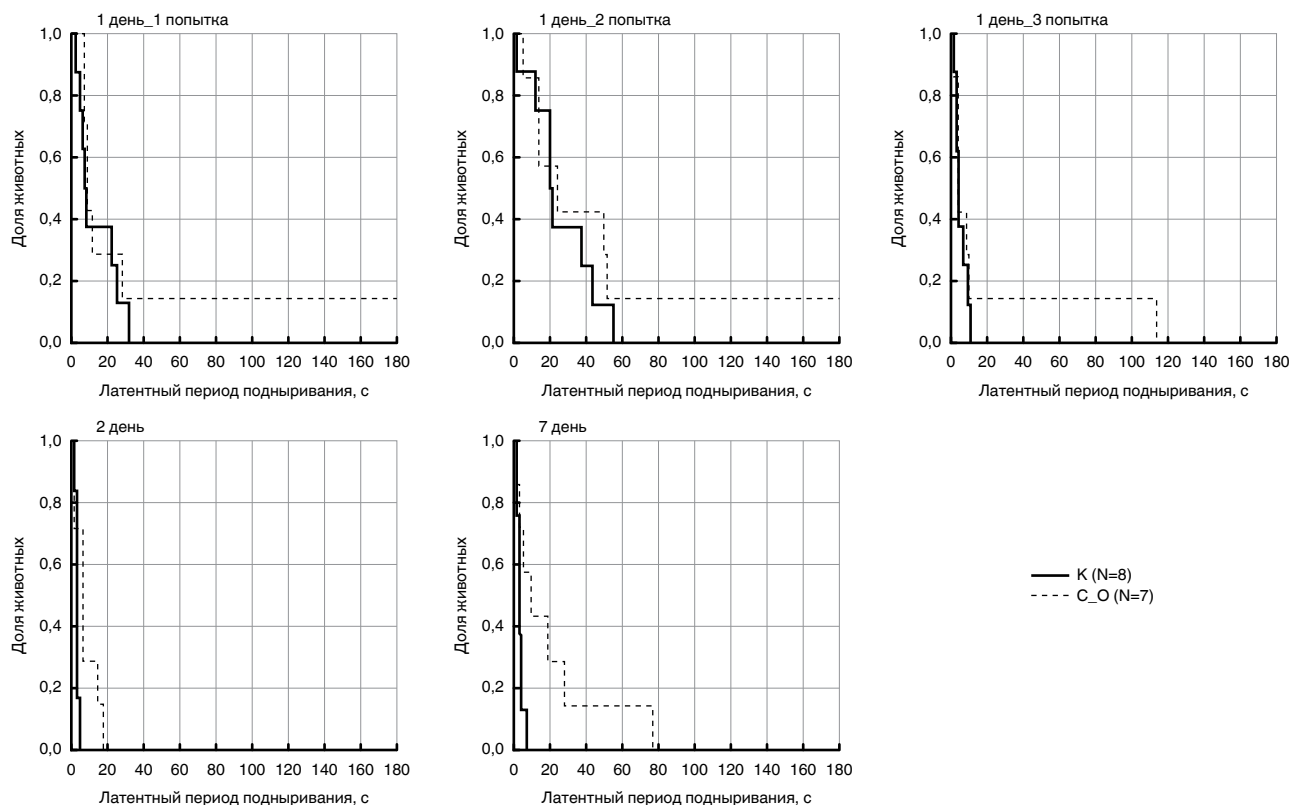 1 день_1 попытка
1,0
0,8
0,6
0,4
0,2
0,0
Доля животных
0 20 40 60 80 100 120 140 160 180
Латентный период подныривания, с
1 день_2 попытка
1,0
0,8
0,6
0,4
0,2
0,0
Доля животных
0 20 40 60 80 100 120 140 160 180
Латентный период подныривания, с
1 день_3 попытка
1,0
0,8
0,6
0,4
0,2
0,0
Доля животных
0 20 40 60 80 100 120 140 160 180
Латентный период подныривания, с
2 день
1,0
0,8
0,6
0,4
0,2
0,0
Доля животных
0 20 40 60 80 100 120 140 160 180
Латентный период подныривания, с
7 день
1,0
0,8
0,6
0,4
0,2
0,0
Доля животных
0 20 40 60 80 100 120 140 160 180
Латентный период подныривания, с
К (N=8)
С_О (N=7)